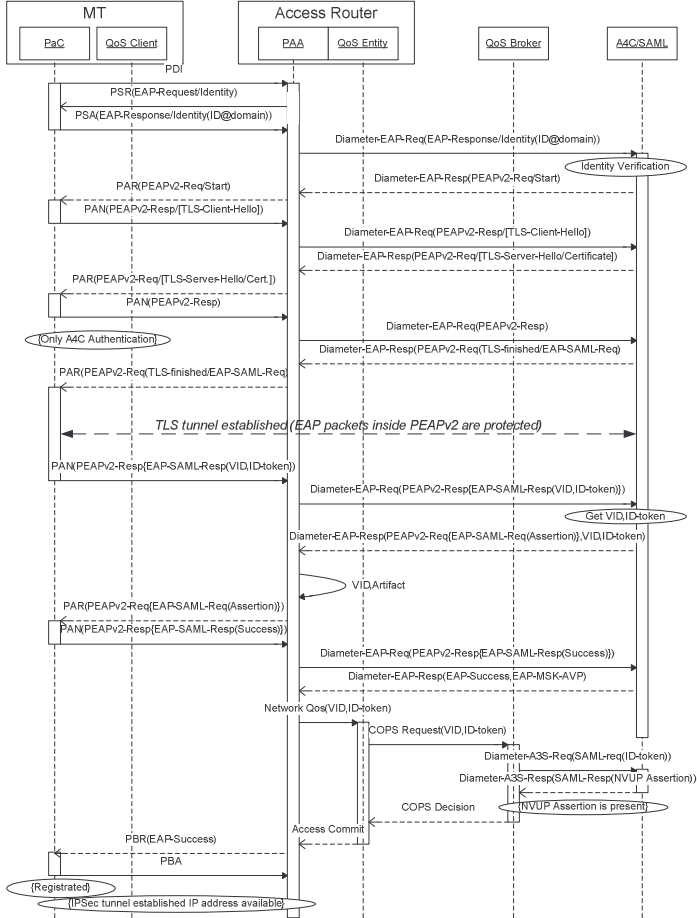 MT
Access Router
PaC
QoS Client
PAA
QoS Entity
QoS Broker
A4C/SAML
PDI
PSR(EAP-Request/Identity)
PSA(EAP-Response/Identity(ID@domain))
Diameter-EAP-Req(EAP-Response/Identity(ID@domain))
Identity Verification
Diameter-EAP-Resp(PEAPv2-Req/Start)
PAR(PEAPv2-Req/Start)
PAN(PEAPv2-Resp/[TLS-Client-Hello])
Diameter-EAP-Req(PEAPv2-Resp/[TLS-Client-Hello])
Diameter-EAP-Resp(PEAPv2-Req/[TLS-Server-Hello/Certificate])
PAR(PEAPv2-Req/[TLS-Server-Hello/Cert.])
PAN(PEAPv2-Resp)
Diameter-EAP-Req(PEAPv2-Resp)
{Only A4C Authentication}
Diameter-EAP-Resp(PEAPv2-Req(TLS-finished/EAP-SAML-Req)
PAR(PEAPv2-Req(TLS-finished/EAP-SAML-Req)
TLS tunnel established (EAP packets inside PEAPv2 are protected)
PAN(PEAPv2-Resp{EAP-SAML-Resp(VID,ID-token})
Diameter-EAP-Req(PEAPv2-Resp{EAP-SAML-Resp(VID,ID-token)})
Get VID,ID-token
Diameter-EAP-Resp(PEAPv2-Req{EAP-SAML-Req(Assertion)},VID,ID-token)
VID,Artifact
PAR(PEAPv2-Req{EAP-SAML-Req(Assertion)})
PAN(PEAPv2-Resp{EAP-SAML-Resp(Success)})
Diameter-EAP-Req(PEAPv2-Resp{EAP-SAML-Resp(Success)})
Diameter-EAP-Resp(EAP-Success,EAP-MSK-AVP)
Network Qos(VID,ID-token)
COPS Request(VID,ID-token)
Diameter-A3S-Req(SAML-req(ID-token))
Diameter-A3S-Resp(SAML-Resp(NVUP Assertion))
COPS Decision
{NVUP Assertion is present}
Access Commit
PBR(EAP-Success)
PBA
{Registrated}
{IPSec tunnel established IP address available}